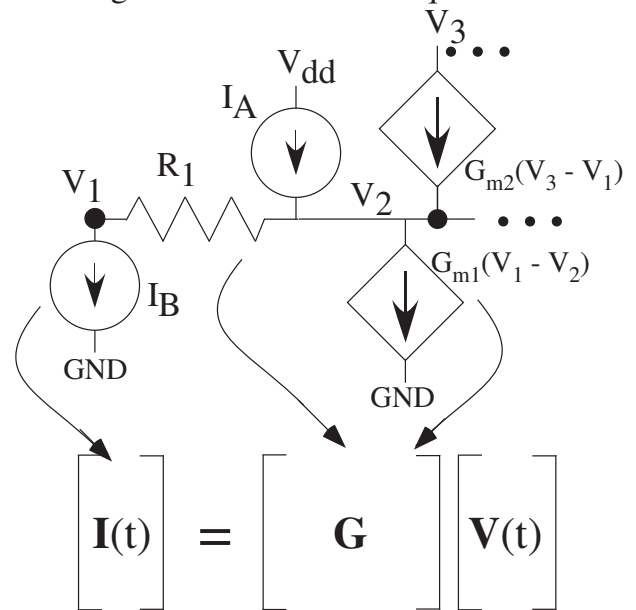 V3
Vdd
IA
R1
Gm2(V3 - V1)
V1
V2
Gm1(V1 - V2)
IB
GND
GND
I(t) = G V(t)